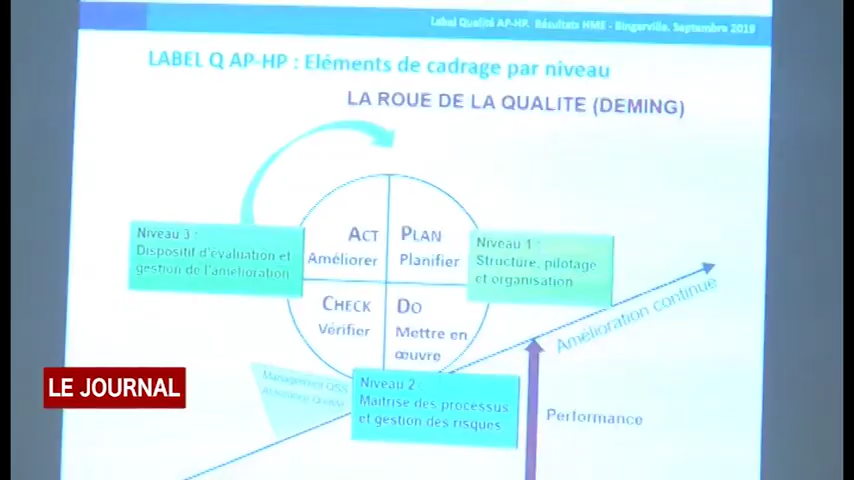 Label Qualité AP-HP. Résultats HME - Bingerville. Septembre 2019
LABEL Q AP-HP : Eléments de cadrage par niveau
LA ROUE DE LA QUALITE (DEMING)
Niveau 3 :
Dispositif d'évaluation et
gestion de l'amélioration
ACT
Améliorer
PLAN
Planifier
Niveau 1 :
Structure, pilotage
et organisation
CHECK
Vérifier
DO
Mettre en
œuvre
Amélioration continue
Management QSS
Niveau 2 :
Maitrise des processus
et gestion des risques
Performance
LE JOURNAL